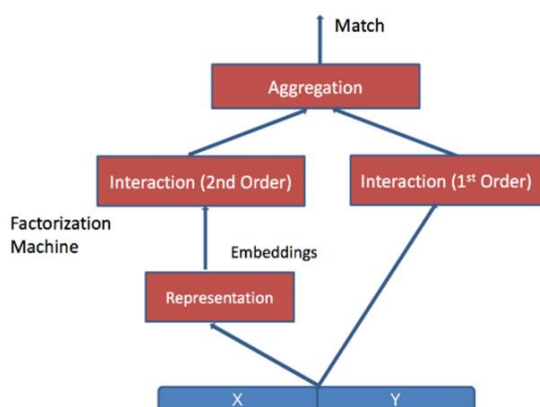 Match
Aggregation
Interaction (2nd Order)
Interaction (1st Order)
Factorization
Machine
Embeddings
Representation
X
Y